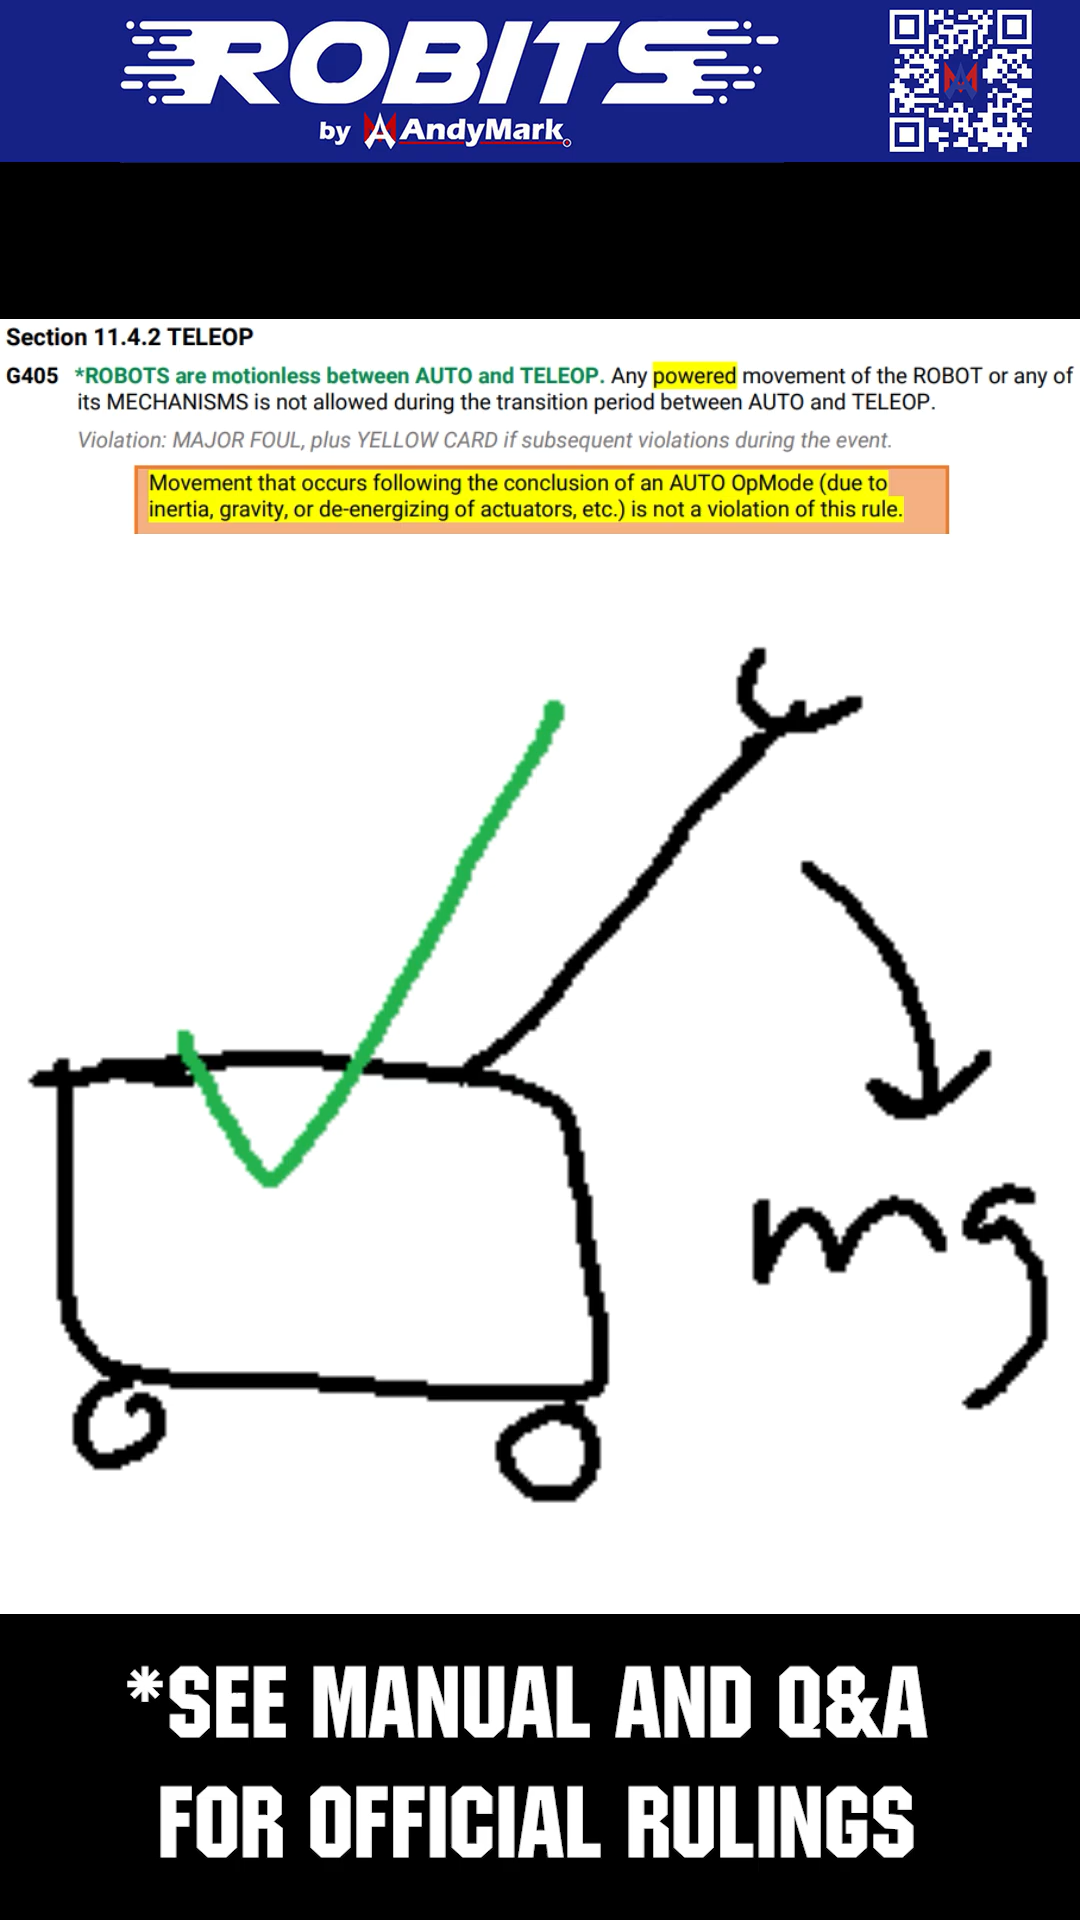 ROBITS
by AndyMark
Section 11.4.2 TELEOP
G405 *ROBOTS are motionless between AUTO and TELEOP. Any powered movement of the ROBOT or any of
its MECHANISMS is not allowed during the transition period between AUTO and TELEOP.
Violation: MAJOR FOUL, plus YELLOW CARD if subsequent violations during the event.
Movement that occurs following the conclusion of an AUTO OpMode (due to
inertia, gravity, or de-energizing of actuators, etc.) is not a violation of this rule.
mg
*SEE MANUAL AND Q&A
FOR OFFICIAL RULINGS